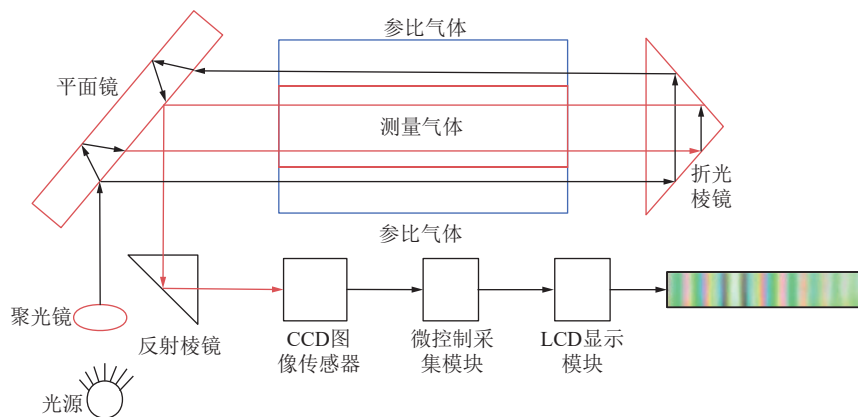 参比气体
平面镜
测量气体
折光
棱镜
参比气体
聚光镜
反射棱镜
CCD图
像传感器
微控制采
集模块
LCD显示
模块
光源